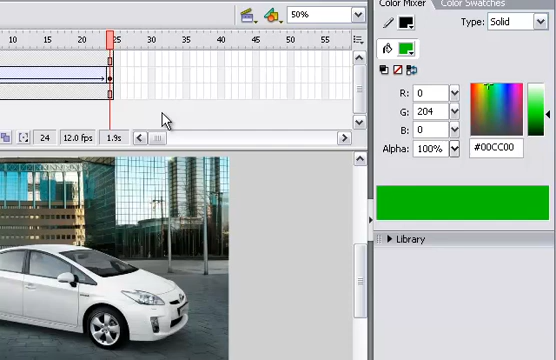 Color Mixer Color Swatches
50%
Type: Solid
10 15 20 25 30 35 40 45 50 55
R: 0
G: 204
B: 0
#00CC00
Alpha: 100%
24 12.0 fps 1.9s
Library